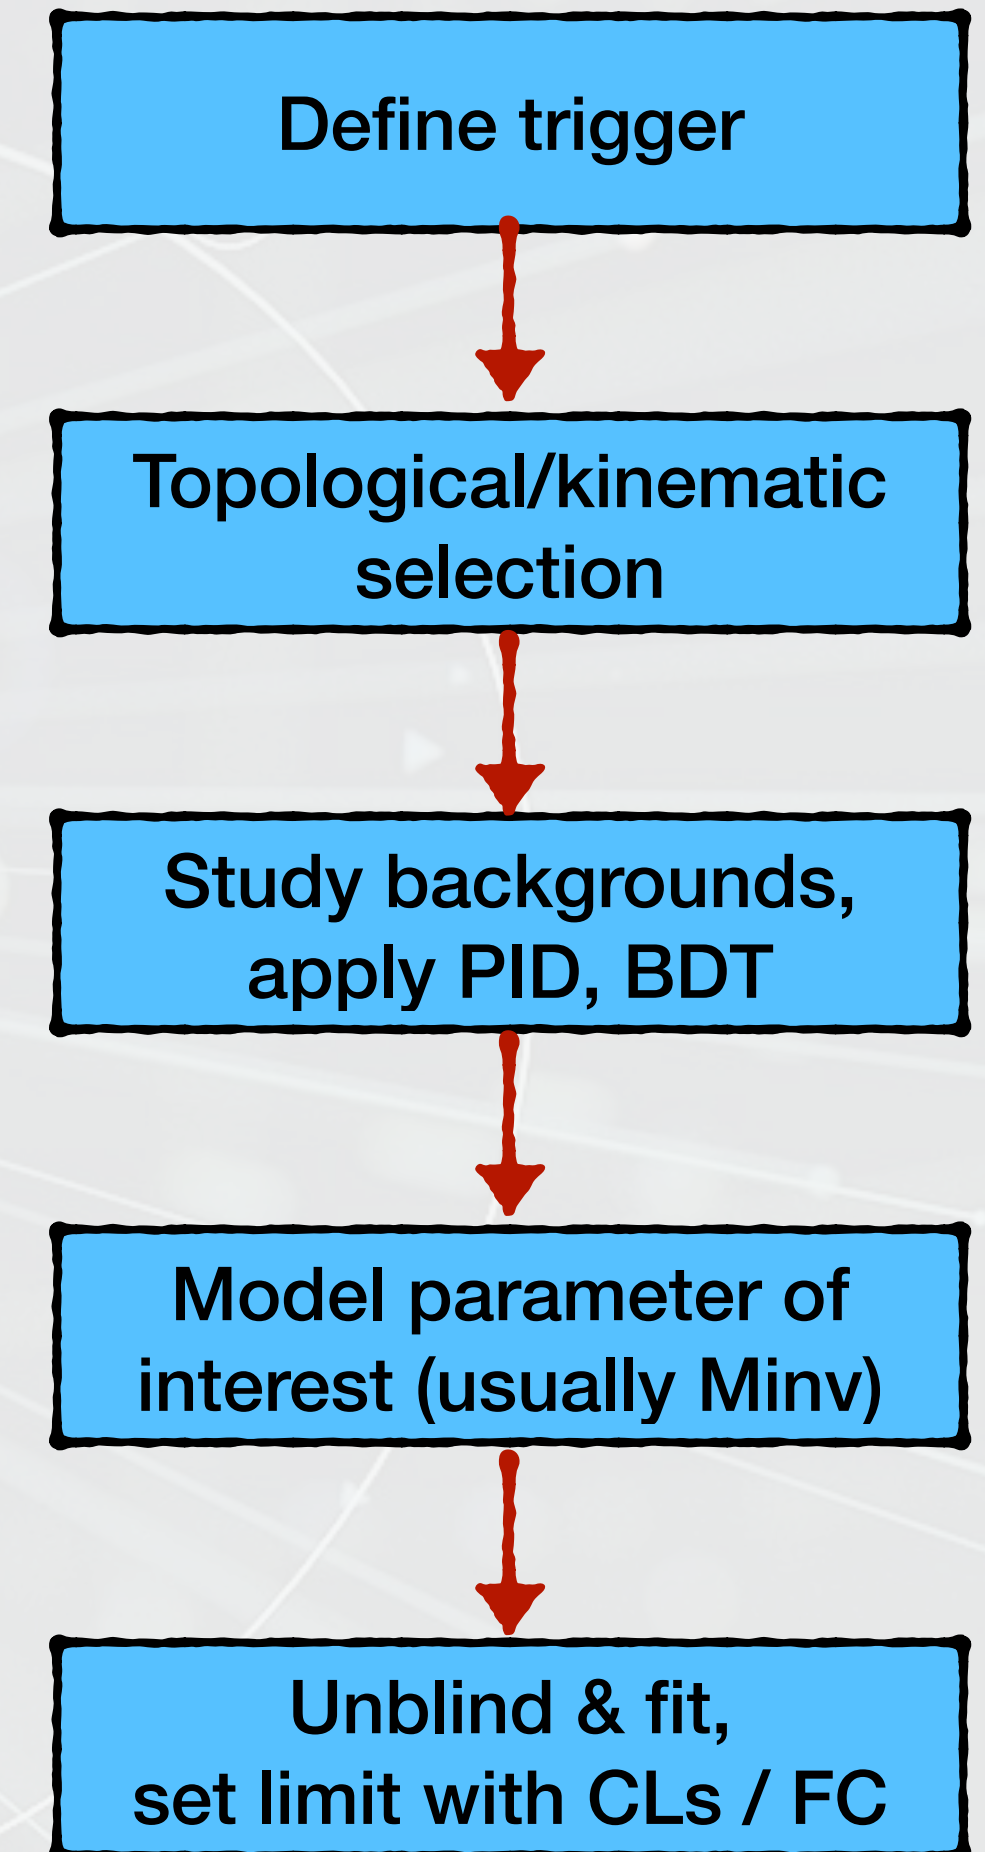 Define trigger
Topological/kinematic
selection
Study backgrounds,
apply PID, BDT
Model parameter of
interest (usually Minv)
Unblind & fit,
set limit with CLs / FC